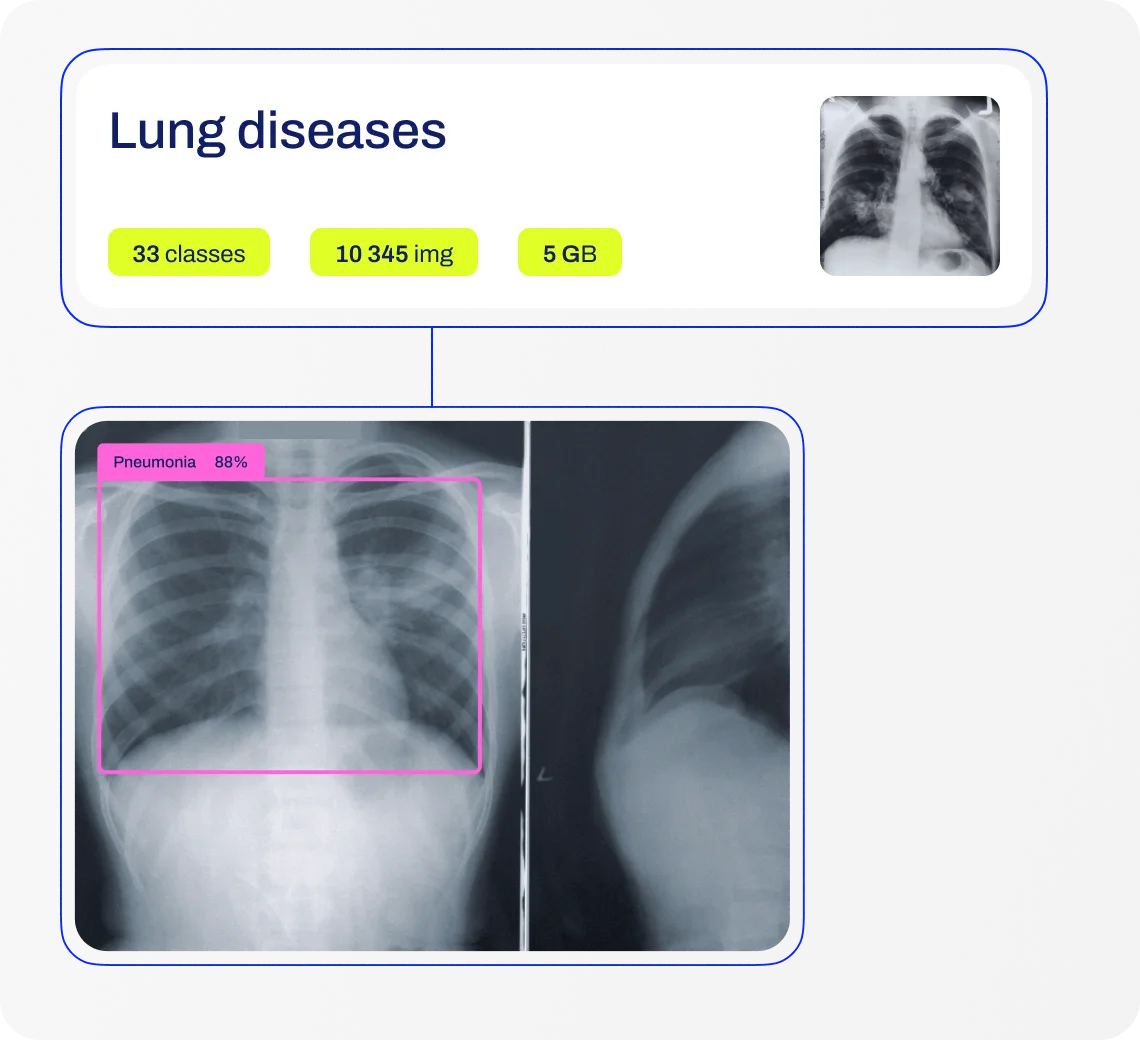 Lung diseases
33 classes
10 345 img
5 GB
Pneumonia 88%
L